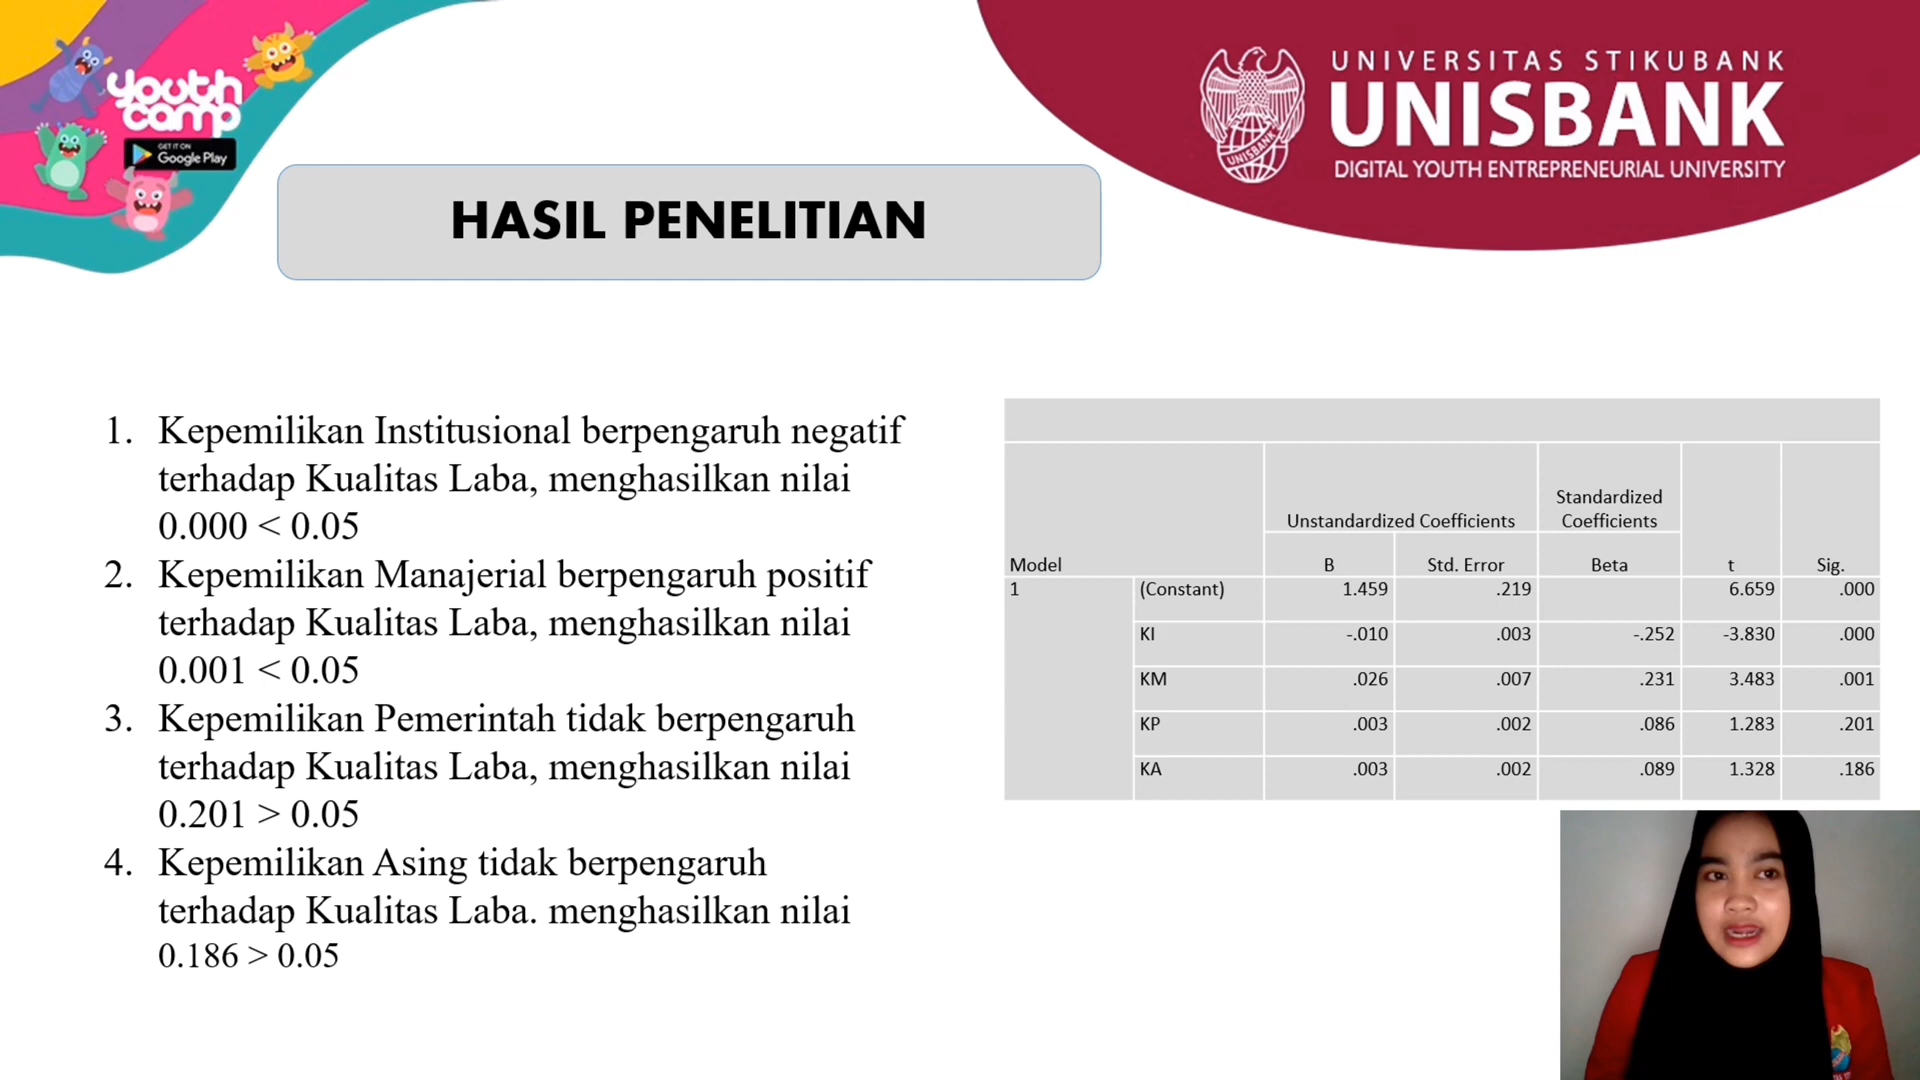 youth
camp
GET IT ON
Google Play
UNIVERSITAS STIKUBANK
UNISBANK
DIGITAL YOUTH ENTREPRENEURIAL UNIVERSITY
UNISBANK
HASIL PENELITIAN
1. Kepemilikan Institusional berpengaruh negatif
terhadap Kualitas Laba, menghasilkan nilai
0.000 < 0.05
2. Kepemilikan Manajerial berpengaruh positif
terhadap Kualitas Laba, menghasilkan nilai
0.001 < 0.05
3. Kepemilikan Pemerintah tidak berpengaruh
terhadap Kualitas Laba, menghasilkan nilai
0.201 > 0.05
4. Kepemilikan Asing tidak berpengaruh
terhadap Kualitas Laba. menghasilkan nilai
0.186 > 0.05
Unstandardized Coefficients Standardized
Coefficients
Model B Std. Error Beta t Sig.
1 (Constant) 1.459 .219 6.659 .000
KI -.010 .003 -.252 -3.830 .000
KM .026 .007 .231 3.483 .001
KP .003 .002 .086 1.283 .201
KA .003 .002 .089 1.328 .186